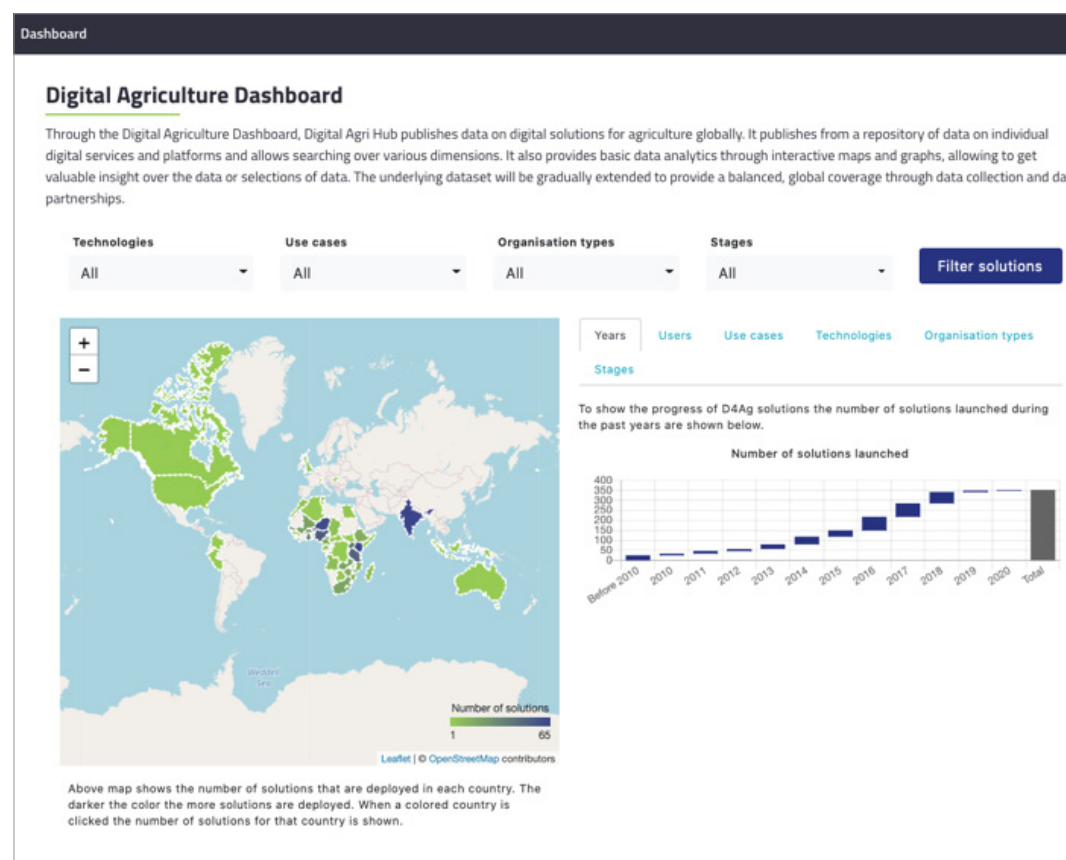 Dashboard
Digital Agriculture Dashboard
Through the Digital Agriculture Dashboard, Digital Agri Hub publishes data on digital solutions for agriculture globally. It publishes from a repository of data on individual
digital services and platforms and allows searching over various dimensions. It also provides basic data analytics through interactive maps and graphs, allowing to get
valuable insight over the data or selections of data. The underlying dataset will be gradually extended to provide a balanced, global coverage through data collection and da
partnerships.
Technologies Use cases Organisation types Stages
All All All All Filter solutions
+
−
Weddell
Sea
Number of solutions
1 65
Leaflet | © OpenStreetMap contributors
Above map shows the number of solutions that are deployed in each country. The
darker the color the more solutions are deployed. When a colored country is
clicked the number of solutions for that country is shown.
Years Users Use cases Technologies Organisation types
Stages
To show the progress of D4Ag solutions the number of solutions launched during
the past years are shown below.
Number of solutions launched
400
350
300
250
200
150
100
50
0
Before 2010 2010 2011 2012 2013 2014 2015 2016 2017 2018 2019 2020 Total